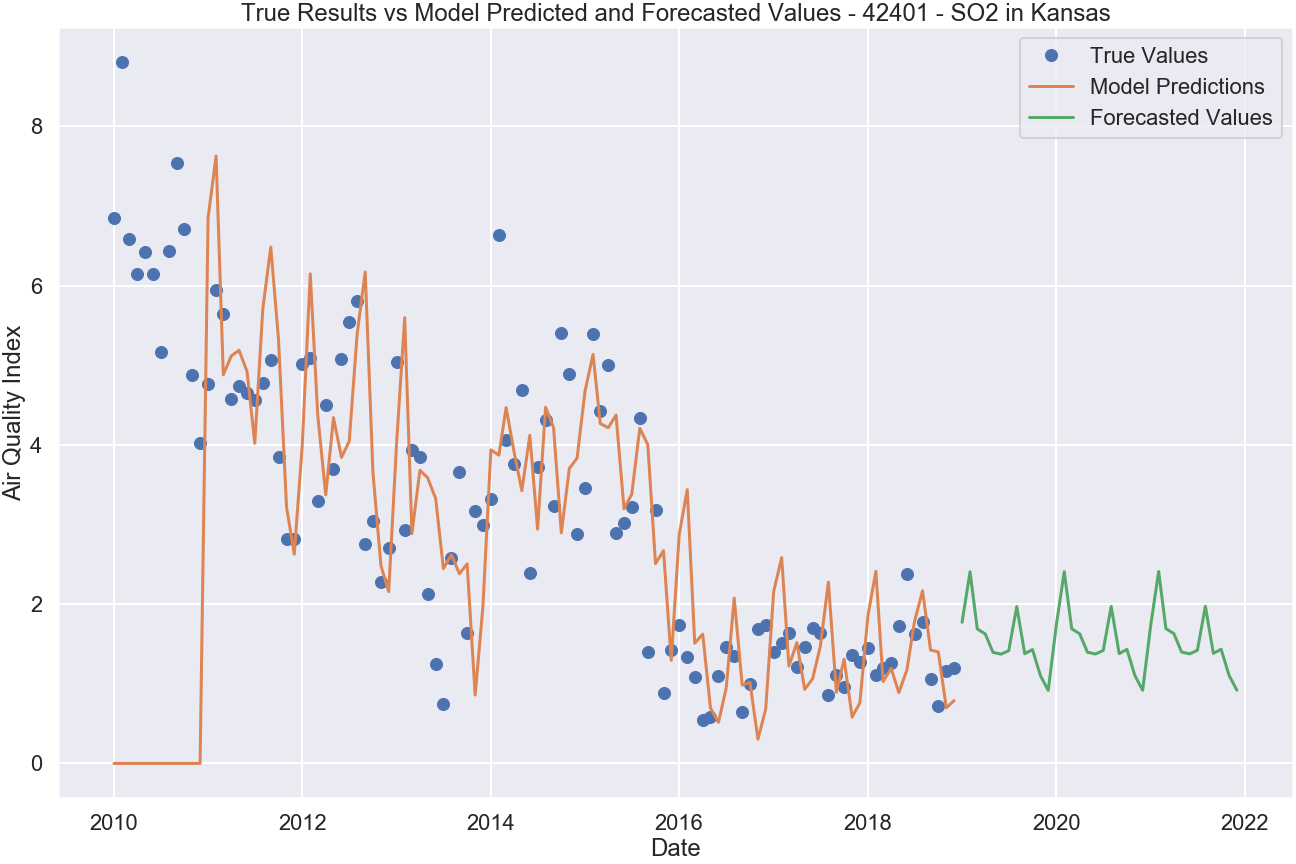 True Results vs Model Predicted and Forecasted Values - 42401 - SO2 in Kansas
True Values
Model Predictions
Forecasted Values
Air Quality Index
8
6
4
2
0
2010 2012 2014 2016 2018 2020 2022
Date